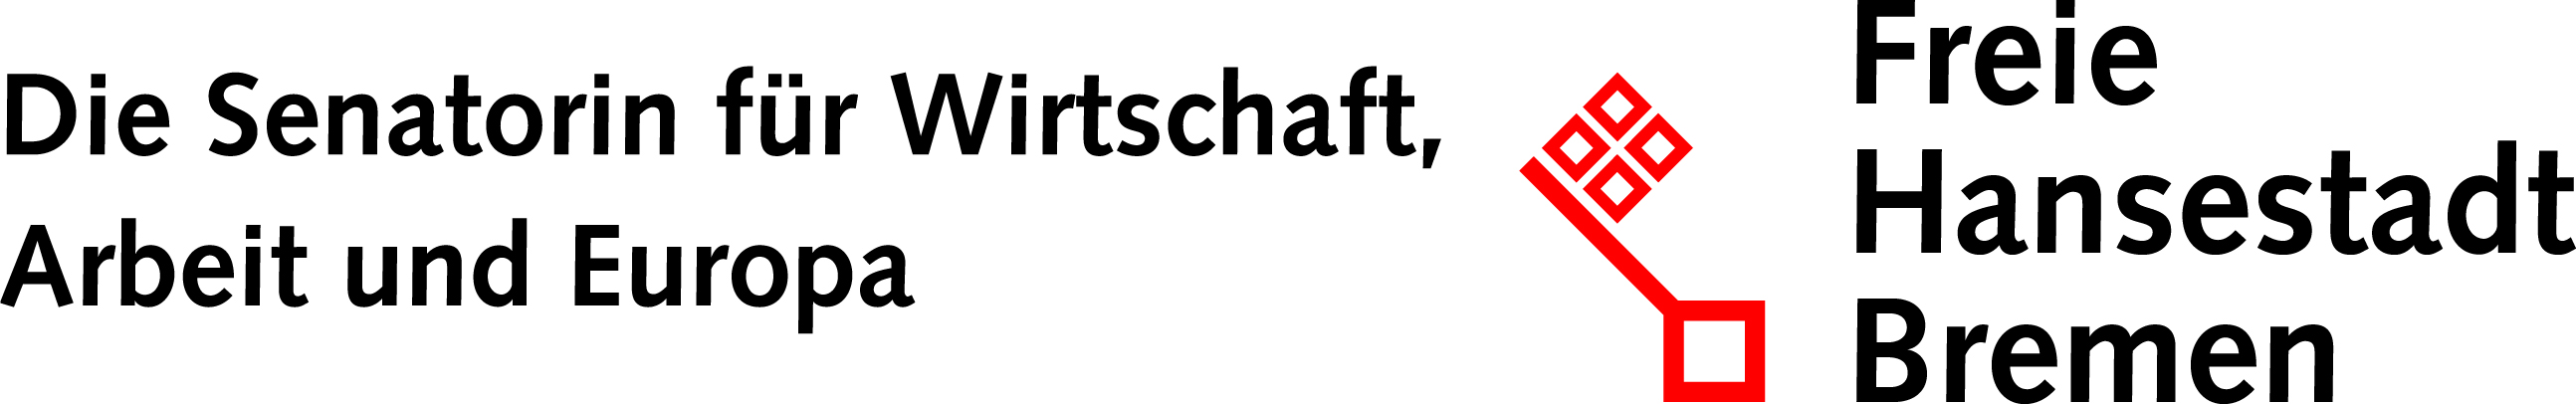 Die Senatorin für Wirtschaft,
Arbeit und Europa
Freie
Hansestadt
Bremen